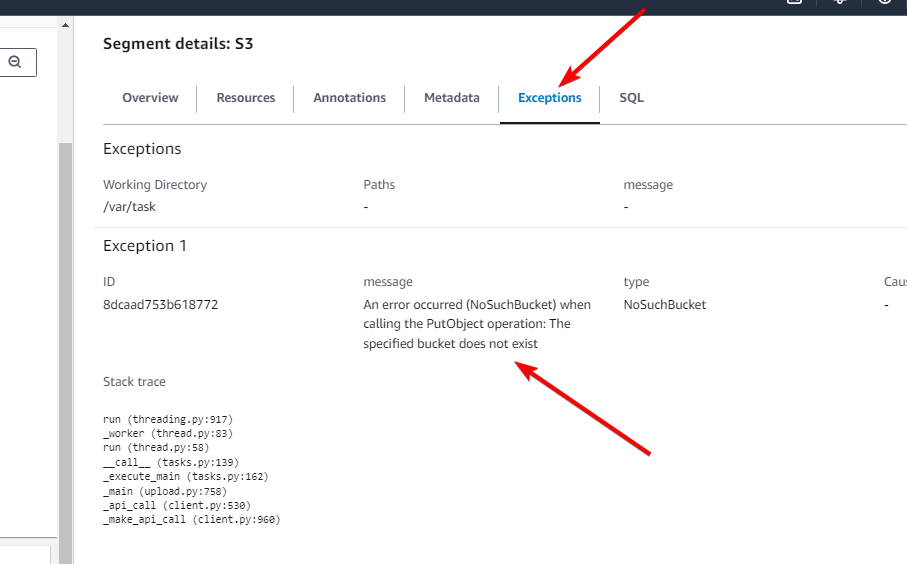 Segment details: S3
Overview Resources Annotations Metadata Exceptions SQL
Exceptions
Working Directory Paths message
/var/task - -
Exception 1
ID message type
8dcaad753b618772 An error occurred (NoSuchBucket) when NoSuchBucket -
calling the PutObject operation: The
specified bucket does not exist
Stack trace
run (threading.py:917)
_worker (thread.py:83)
run (thread.py:58)
__call__ (tasks.py:139)
_execute_main (tasks.py:162)
_main (upload.py:758)
_api_call (client.py:530)
_make_api_call (client.py:960)